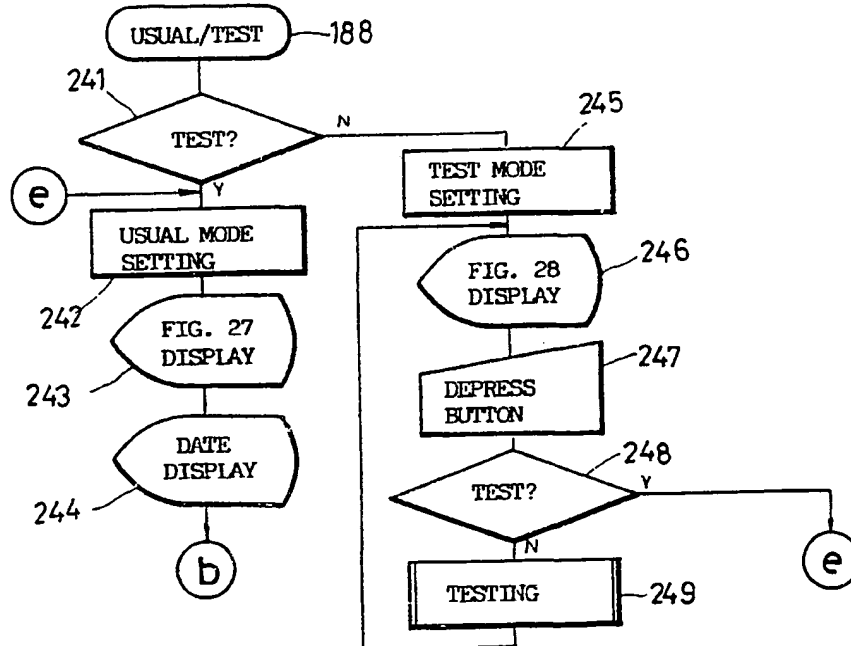 USUAL/TEST
188
241
TEST?
N
Y
e
USUAL MODE
SETTING
242
FIG. 27
DISPLAY
243
DATE
DISPLAY
244
b
245
TEST MODE
SETTING
FIG. 28
DISPLAY
246
247
DEPRESS
BUTTON
248
TEST?
Y
N
e
TESTING
249